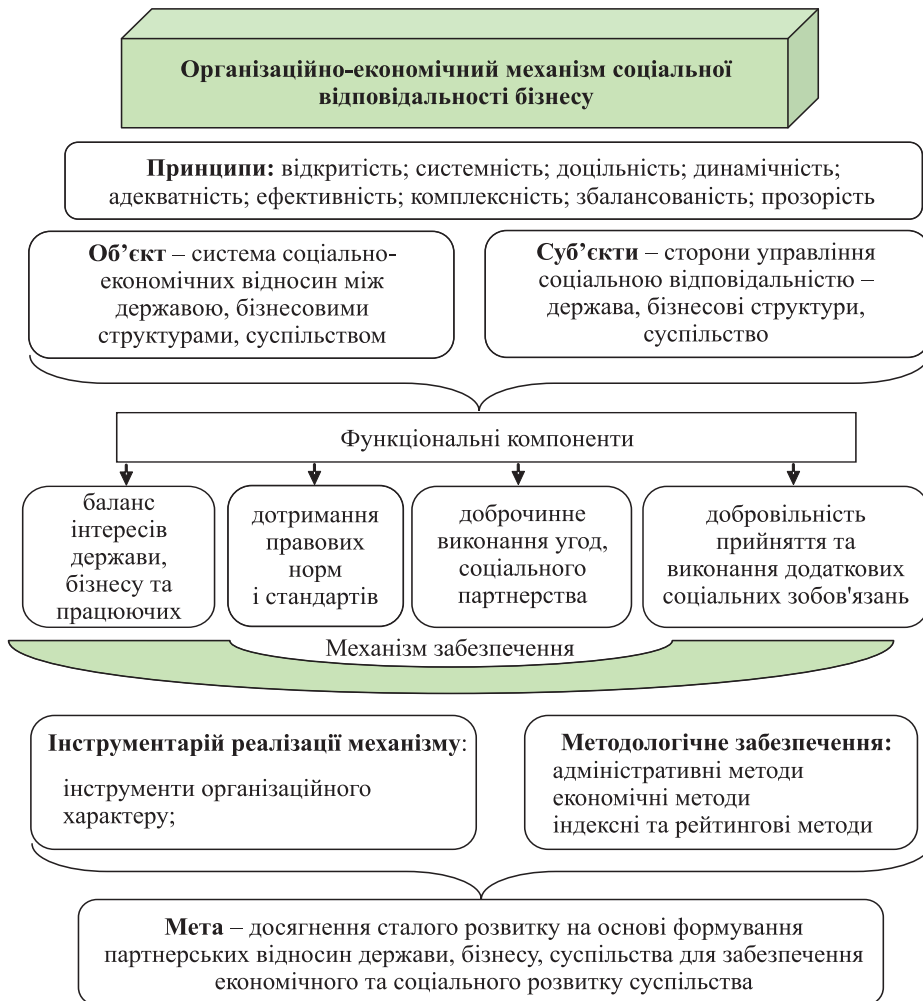 Організаційно-економічний механізм соціальної
відповідальності бізнесу
Принципи: відкритість; системність; доцільність; динамічність;
адекватність; ефективність; комплексність; збалансованість; прозорість
Об’єкт – система соціально-
економічних відносин між
державою, бізнесовими
структурами, суспільством
Суб’єкти – сторони управління
соціальною відповідальністю –
держава, бізнесові структури,
суспільство
Функціональні компоненти
баланс
інтересів
держави,
бізнесу та
працюючих
дотримання
правових
норм
і стандартів
доброчинне
виконання угод,
соціального
партнерства
добровільність
прийняття та
виконання додаткових
соціальних зобов'язань
Механізм забезпечення
Інструментарій реалізації механізму:
інструменти організаційного
характеру;
Методологічне забезпечення:
адміністративні методи
економічні методи
індексні та рейтингові методи
Мета – досягнення сталого розвитку на основі формування
партнерських відносин держави, бізнесу, суспільства для забезпечення
економічного та соціального розвитку суспільства